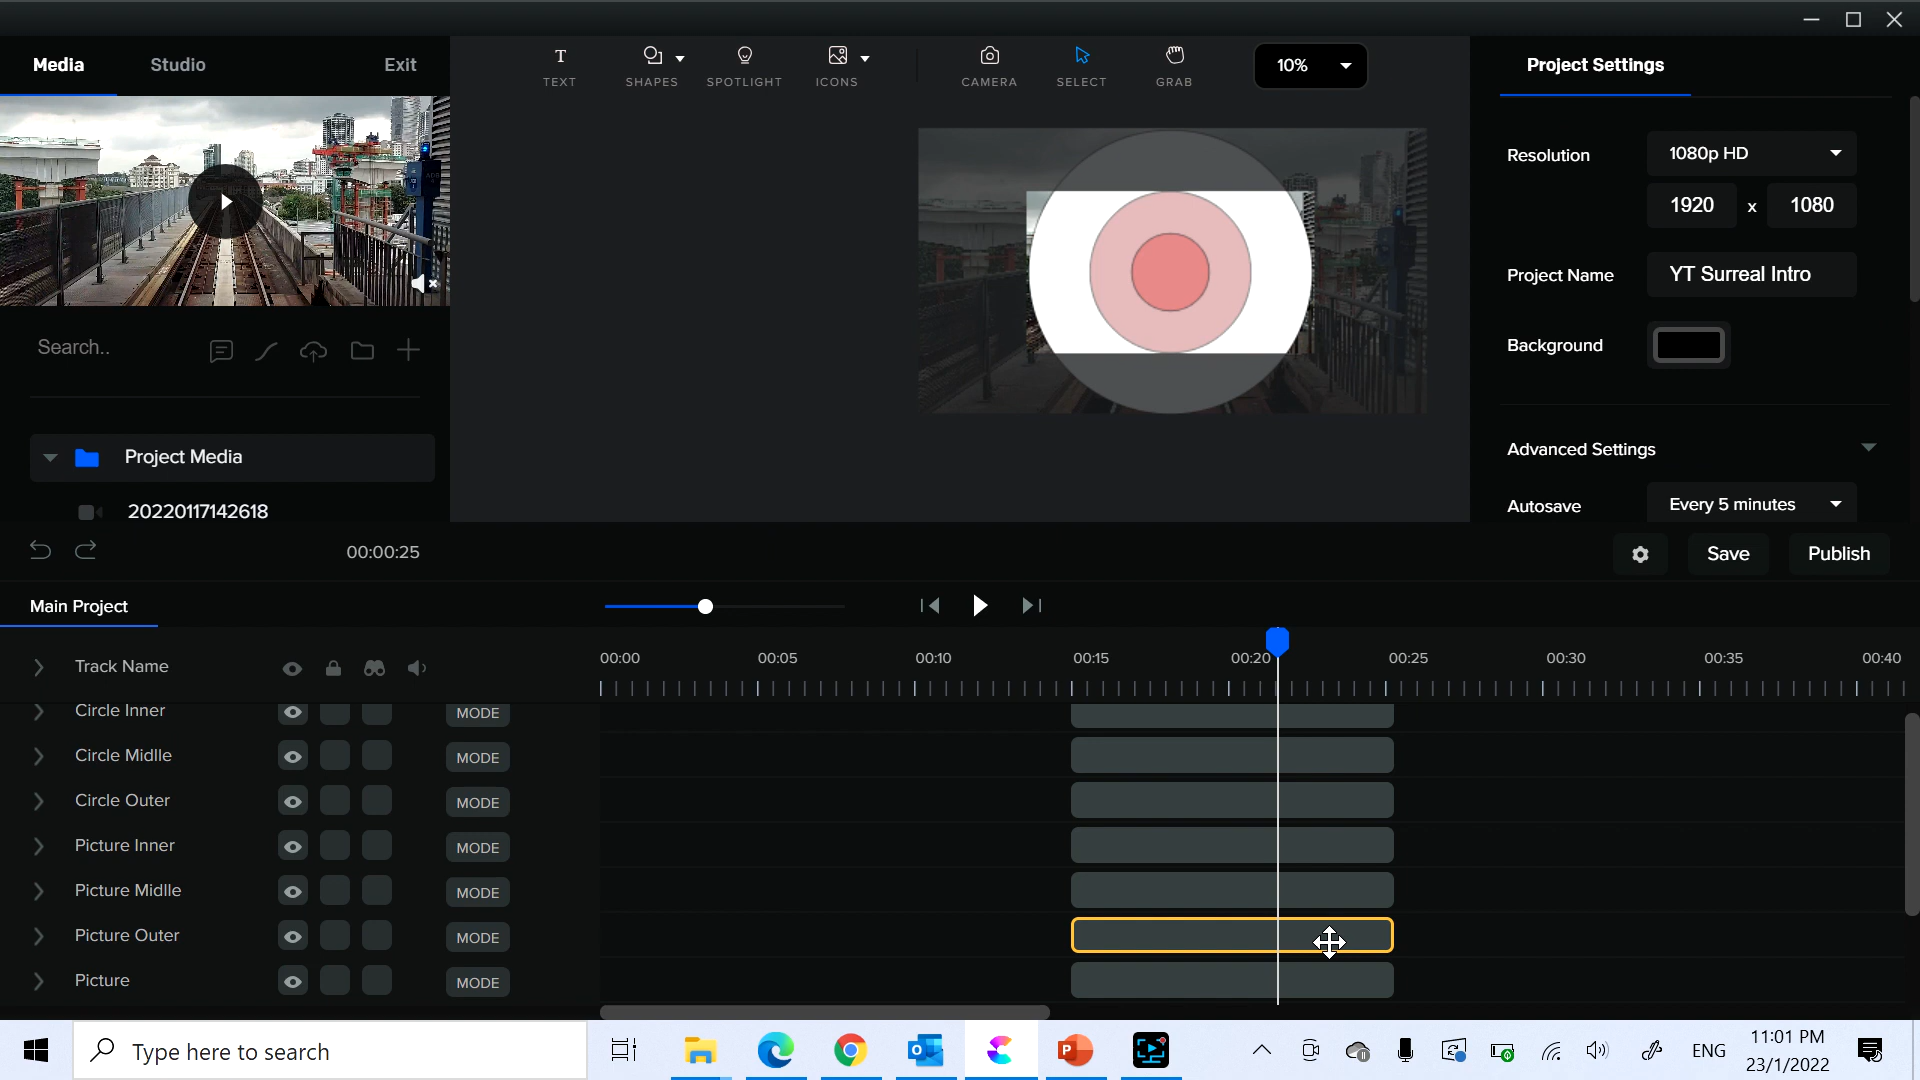 Media
Studio
Exit
TEXT
SHAPES
SPOTLIGHT
ICONS
CAMERA
SELECT
GRAB
10%
Project Settings
Resolution
1080p HD
1920 x 1080
Project Name
YT Surreal Intro
Background
Advanced Settings
Autosave
Every 5 minutes
Search..
Project Media
20220117142618
00:00:25
Save
Publish
Main Project
Track Name
00:00 00:05 00:10 00:15 00:20 00:25 00:30 00:35 00:40
Circle Inner MODE
Circle Midlle MODE
Circle Outer MODE
Picture Inner MODE
Picture Midlle MODE
Picture Outer MODE
Picture MODE
Type here to search
ENG
11:01 PM
23/1/2022